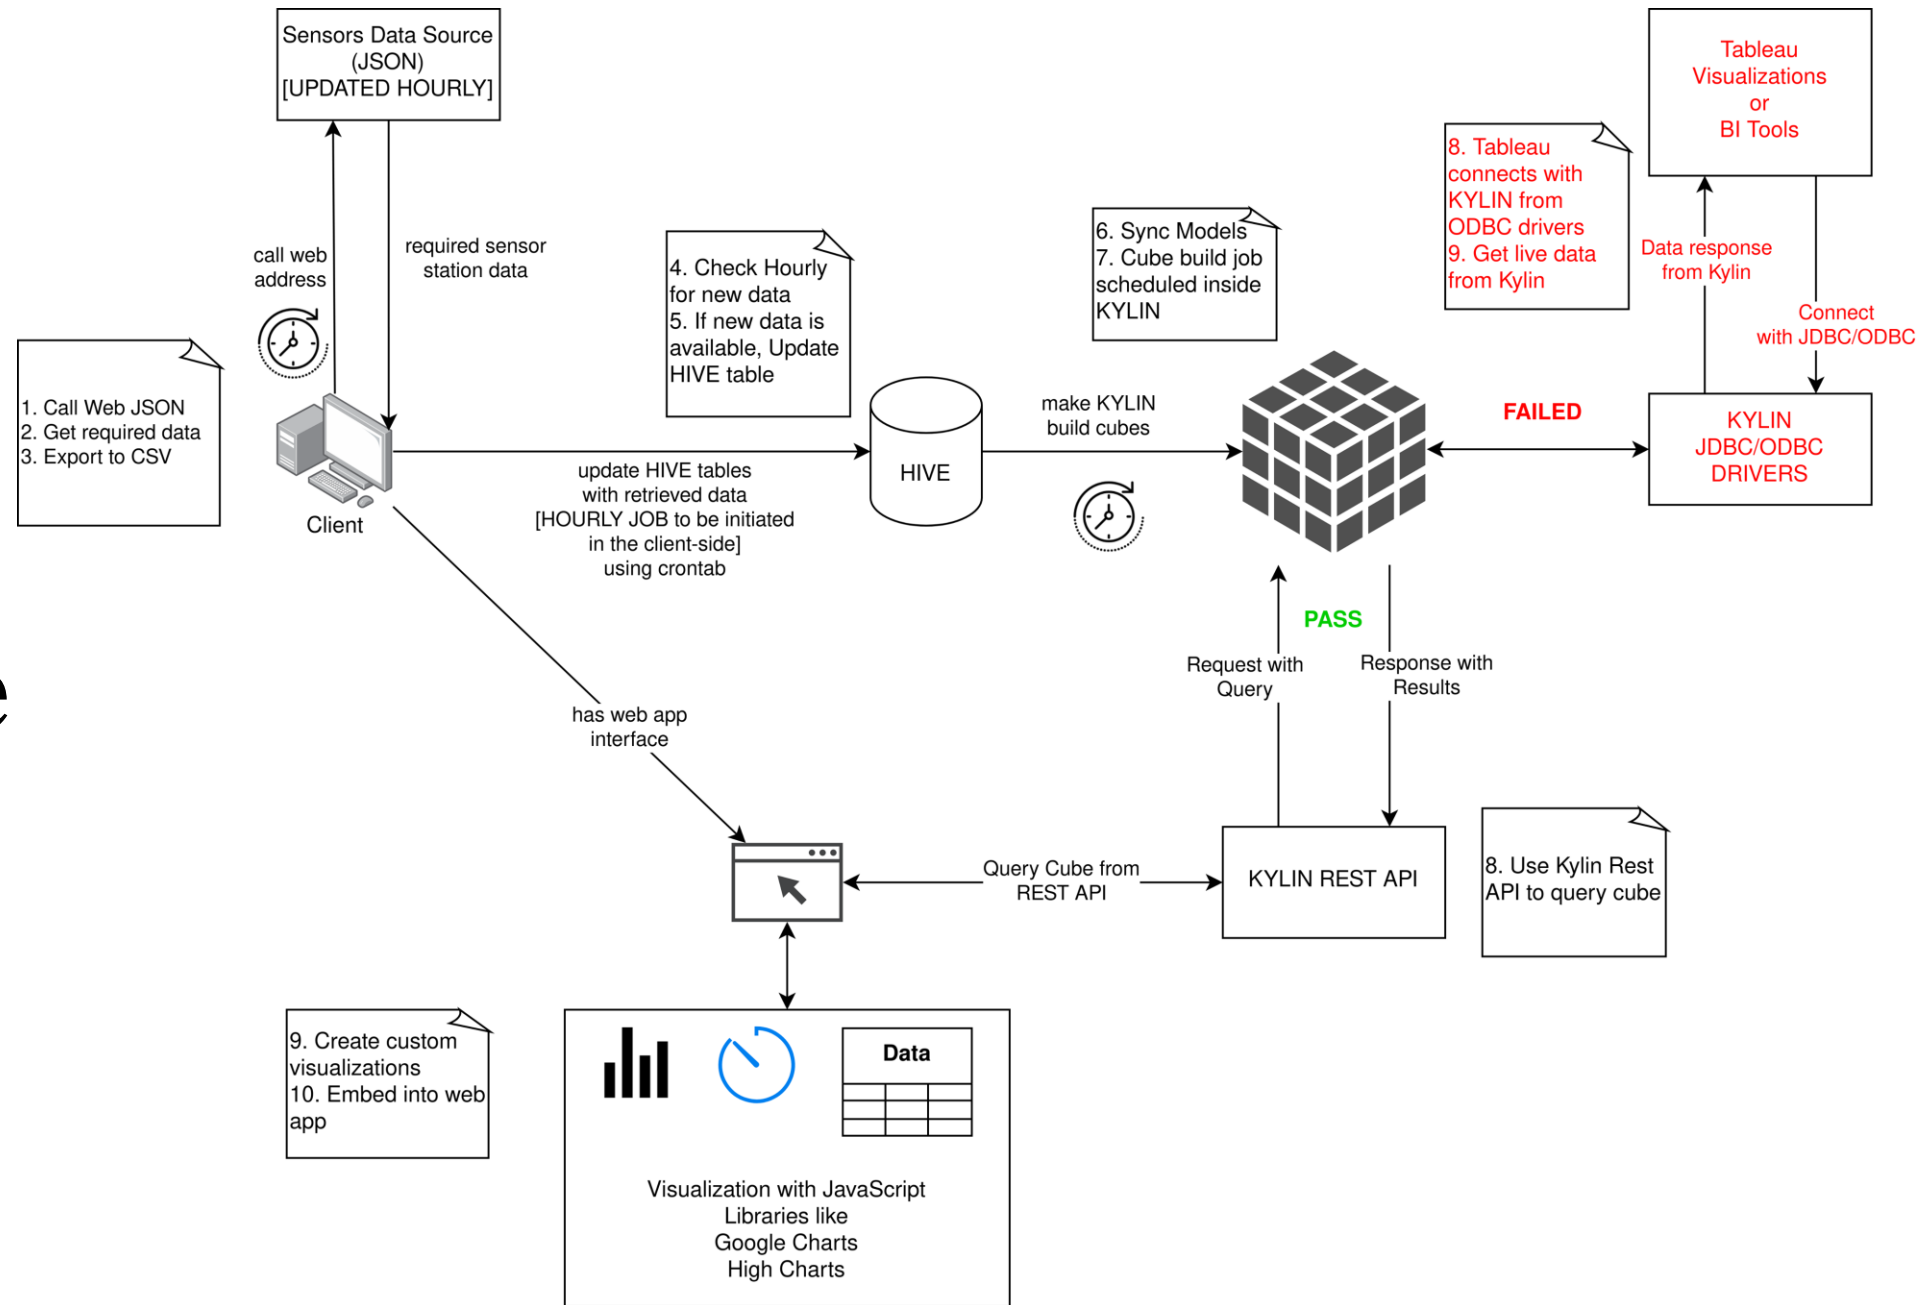 Sensors Data Source
(JSON)
[UPDATED HOURLY]
Tableau
Visualizations
or
BI Tools
8. Tableau
connects with
KYLIN from
ODBC drivers
9. Get live data
from Kylin
Data response
from Kylin
Connect
with JDBC/ODBC
call web
address
required sensor
station data
4. Check Hourly
for new data
5. If new data is
available, Update
HIVE table
6. Sync Models
7. Cube build job
scheduled inside
KYLIN
1. Call Web JSON
2. Get required data
3. Export to CSV
Client
update HIVE tables
with retrieved data
[HOURLY JOB to be initiated
in the client-side]
using crontab
HIVE
make KYLIN
build cubes
FAILED
KYLIN
JDBC/ODBC
DRIVERS
PASS
Request with
Query
Response with
Results
e
has web app
interface
Query Cube from
REST API
KYLIN REST API
8. Use Kylin Rest
API to query cube
9. Create custom
visualizations
10. Embed into web
app
Data
Visualization with JavaScript
Libraries like
Google Charts
High Charts